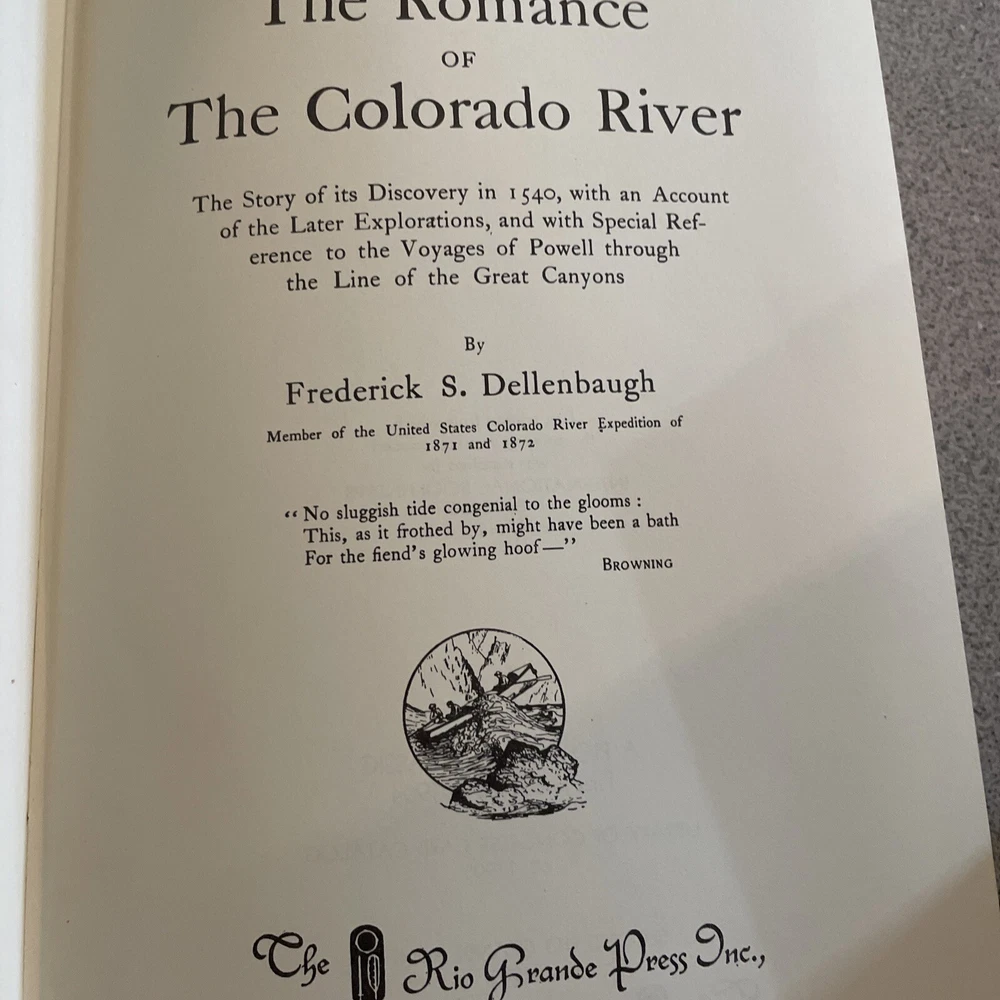 The Romance
OF
The Colorado River
The Story of its Discovery in 1540, with an Account
of the Later Explorations, and with Special Ref-
erence to the Voyages of Powell through
the Line of the Great Canyons
By
Frederick S. Dellenbaugh
Member of the United States Colorado River Expedition of
1871 and 1872
“ No sluggish tide congenial to the glooms :
This, as it frothed by, might have been a bath
For the fiend's glowing hoof—”
BROWNING
The Rio Grande Press Inc.,